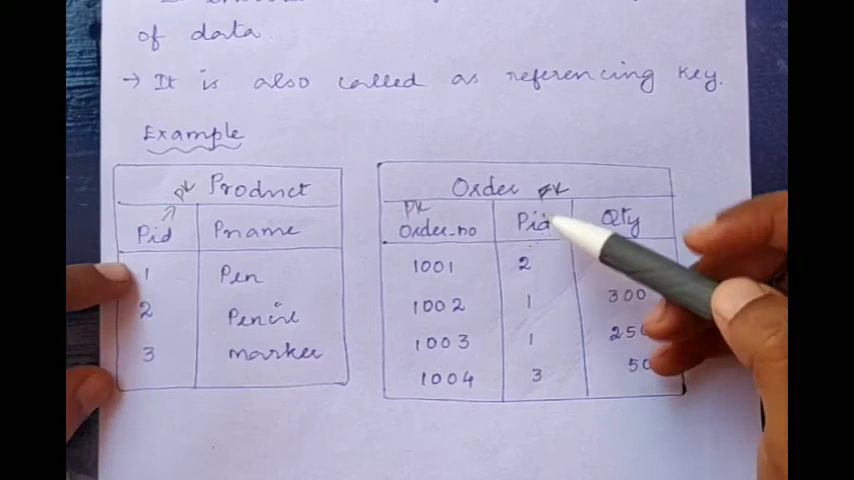 of data.
→ It is also called as referencing key.
Example
PK Product
Pid Pname
1 Pen
2 Pencil
3 marker
Order FK
PK
Order_no Pid Qty
1001 2
1002 1 300
1003 1 250
1004 3 50